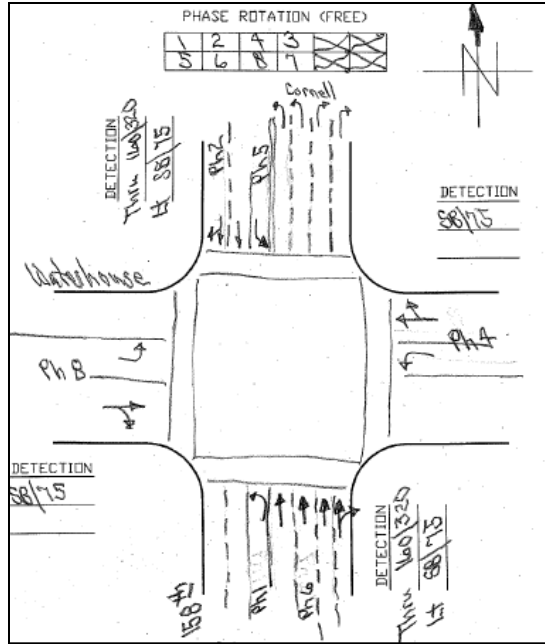 PHASE ROTATION (FREE)
1 2 4 3
5 6 8 7
N
Cornell
DETECTION
Thru 160/320
Lt SB/75
Ph2
Ph5
DETECTION
SB/75
Waterhouse
Ph 8
Ph4
DETECTION
SB/75
158th
Ph1
Ph6
DETECTION
Thru 160/320
Lt SB/75